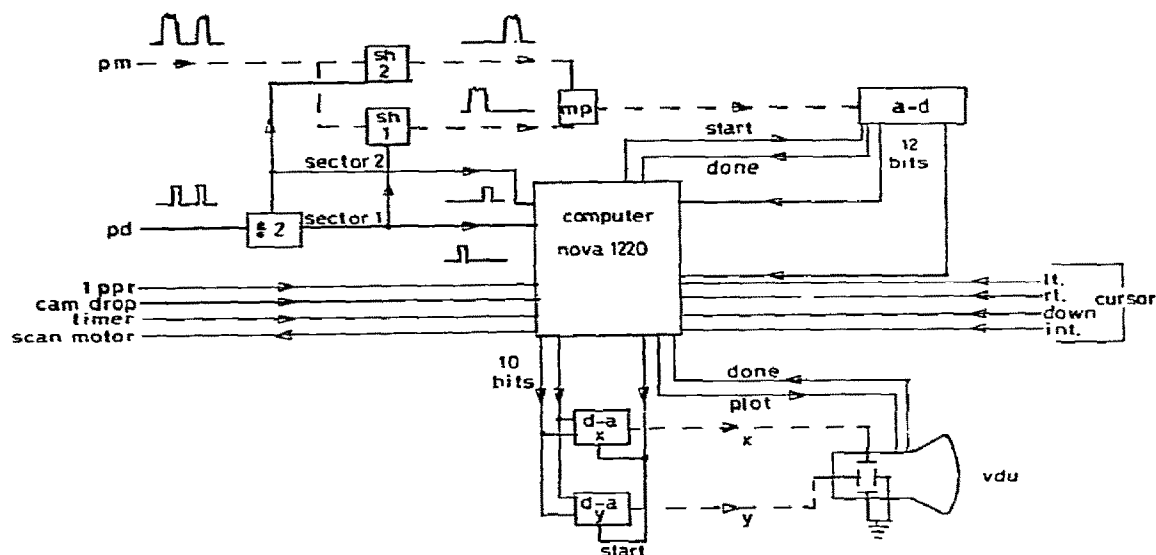 pm
sh
2
sh
1
mp
a-d
start
done
12
bits
sector 2
sector 1
pd
÷ 2
computer
nova 1220
1 ppr
cam drop
timer
scan motor
lt.
rt.
down
int.
cursor
10
bits
done
plot
d-a
x
x
d-a
y
y
start
vdu